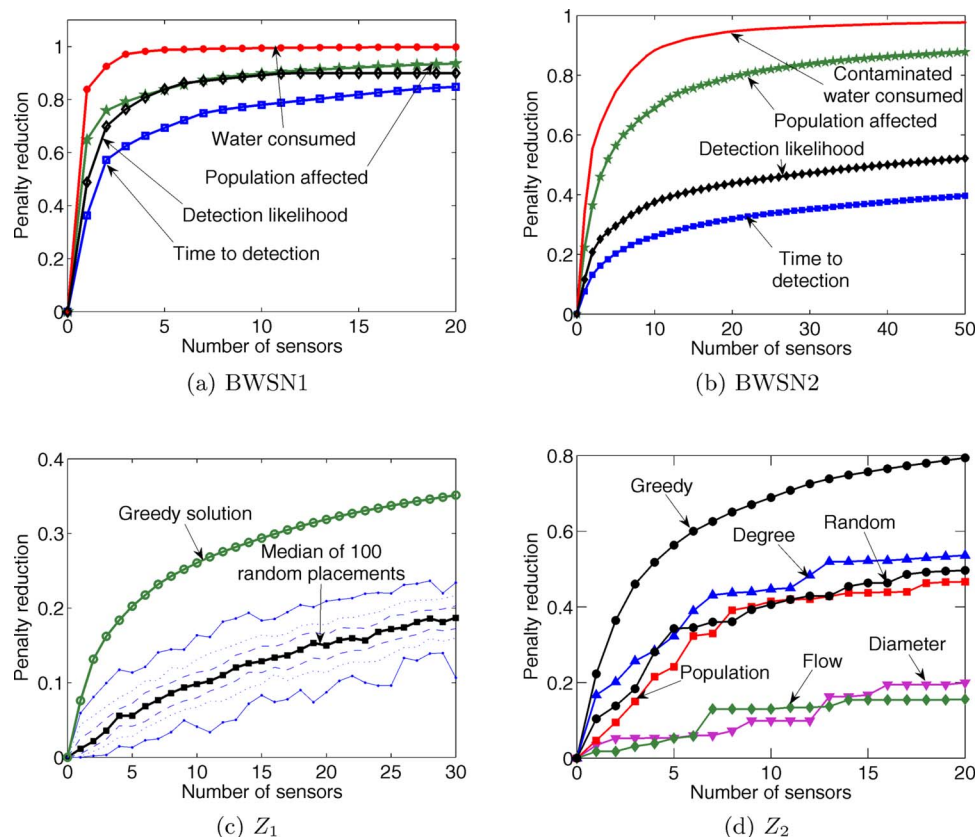 Penalty reduction
1
0.8
0.6
0.4
0.2
0
Water consumed
Population affected
Detection likelihood
Time to detection
0
5
10
15
20
Number of sensors
(a) BWSN1
Penalty reduction
1
0.8
0.6
0.4
0.2
0
Contaminated
water consumed
Population affected
Detection likelihood
Time to
detection
0
10
20
30
40
50
Number of sensors
(b) BWSN2
Penalty reduction
0.4
0.3
0.2
0.1
0
Greedy solution
Median of 100
random placements
0
5
10
15
20
25
30
Number of sensors
(c) Z1
Penalty reduction
0.8
0.6
0.4
0.2
0
Greedy
Degree
Random
Population
Flow
Diameter
0
5
10
15
20
Number of sensors
(d) Z2